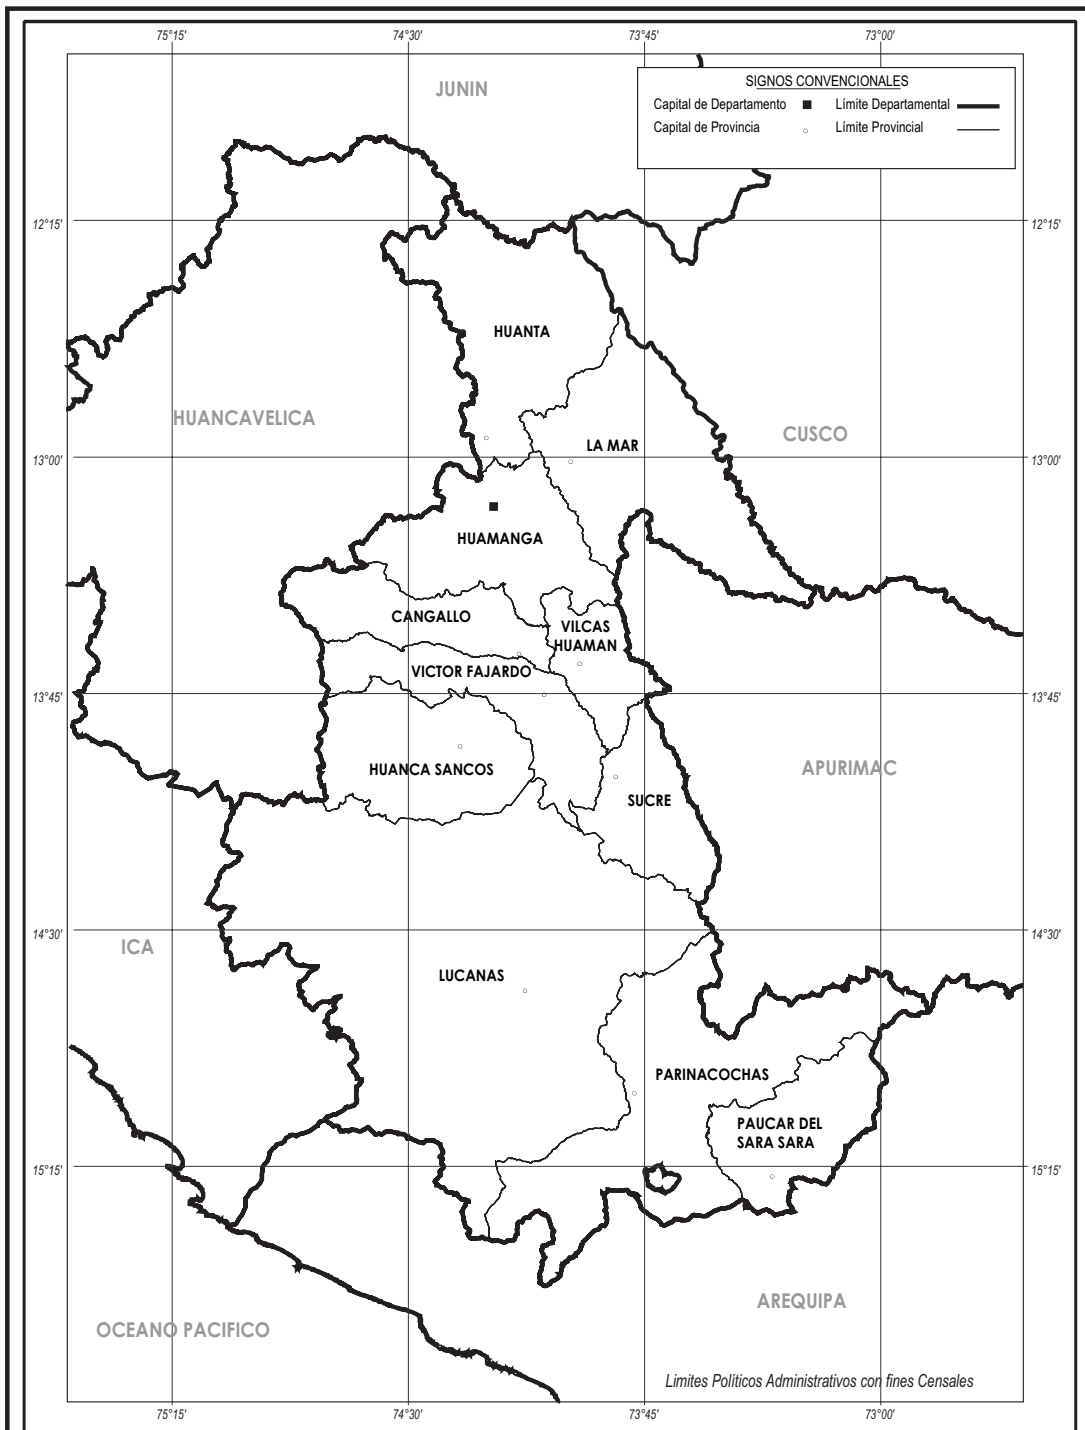 75°15'
74°30'
73°45'
73°00'
SIGNOS CONVENCIONALES
Capital de Departamento
Límite Departamental
Capital de Provincia
Límite Provincial
JUNIN
12°15'
12°15'
HUANTA
HUANCAVELICA
CUSCO
LA MAR
13°00'
13°00'
HUAMANGA
CANGALLO
VILCAS
HUAMAN
VICTOR FAJARDO
13°45'
13°45'
HUANCA SANCOS
APURIMAC
SUCRE
14°30'
14°30'
ICA
LUCANAS
PARINACOCHAS
PAUCAR DEL
SARA SARA
15°15'
15°15'
AREQUIPA
OCEANO PACIFICO
Limites Políticos Administrativos con fines Censales
75°15'
74°30'
73°45'
73°00'